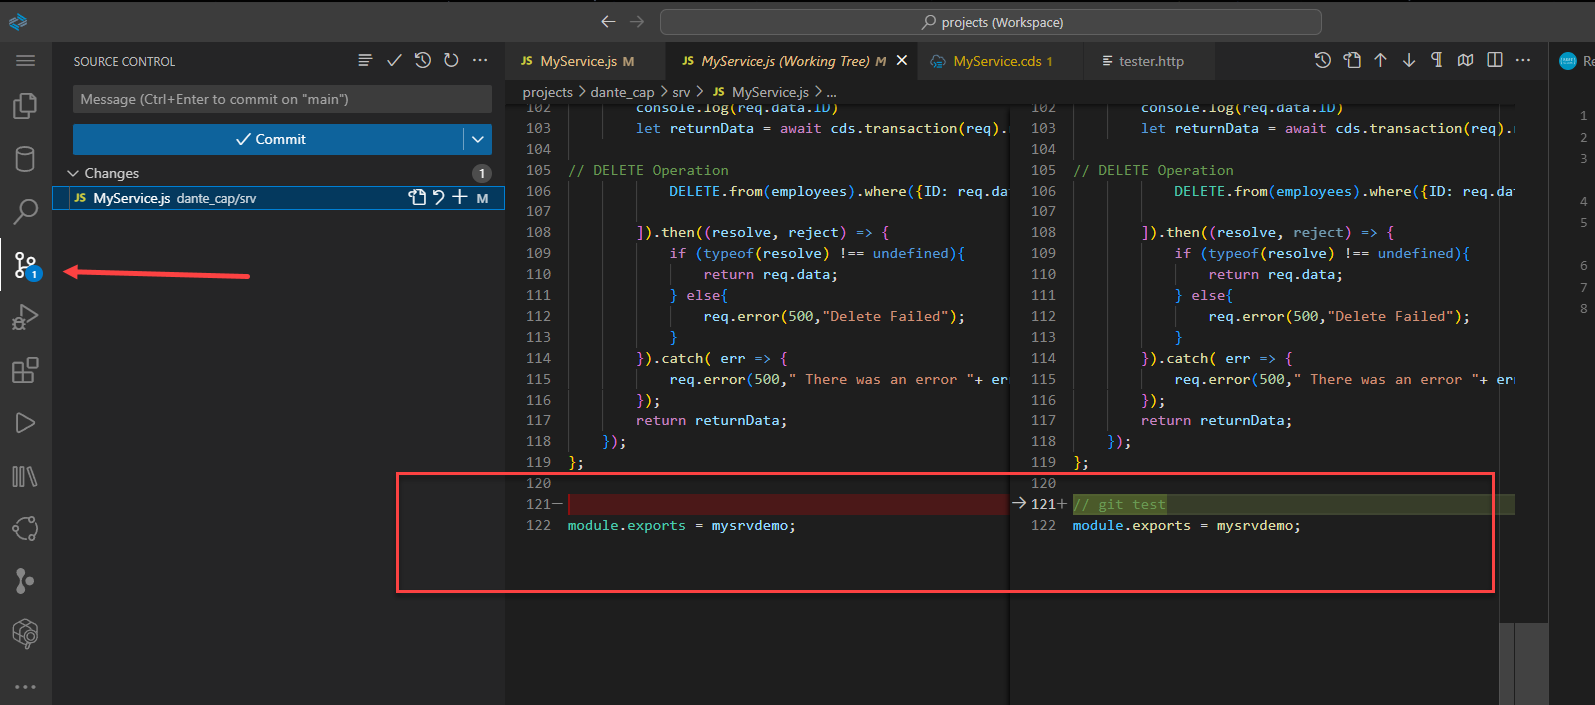 projects (Workspace)
SOURCE CONTROL
Message (Ctrl+Enter to commit on "main")
Commit
Changes
1
JS MyService.js dante_cap/srv M
1
JS MyService.js M
JS MyService.js (Working Tree) M
MyService.cds 1
tester.http
Re
projects > dante_cap > srv > JS MyService.js > ...
102 console.log(req.data.ID)
103 let returnData = await cds.transaction(req).
104
105 // DELETE Operation
106 DELETE.from(employees).where({ID: req.da
107
108 ]).then((resolve, reject) => {
109 if (typeof(resolve) !== undefined){
110 return req.data;
111 } else{
112 req.error(500,"Delete Failed");
113 }
114 }).catch( err => {
115 req.error(500," There was an error "+ er
116 });
117 return returnData;
118 });
119 };
120
121—
122 module.exports = mysrvdemo;
102 console.log(req.data.ID)
103 let returnData = await cds.transaction(req).
104
105 // DELETE Operation
106 DELETE.from(employees).where({ID: req.da
107
108 ]).then((resolve, reject) => {
109 if (typeof(resolve) !== undefined){
110 return req.data;
111 } else{
112 req.error(500,"Delete Failed");
113 }
114 }).catch( err => {
115 req.error(500," There was an error "+ er
116 });
117 return returnData;
118 });
119 };
120
121+ // git test
122 module.exports = mysrvdemo;
1
2
3
4
5
6
7
8